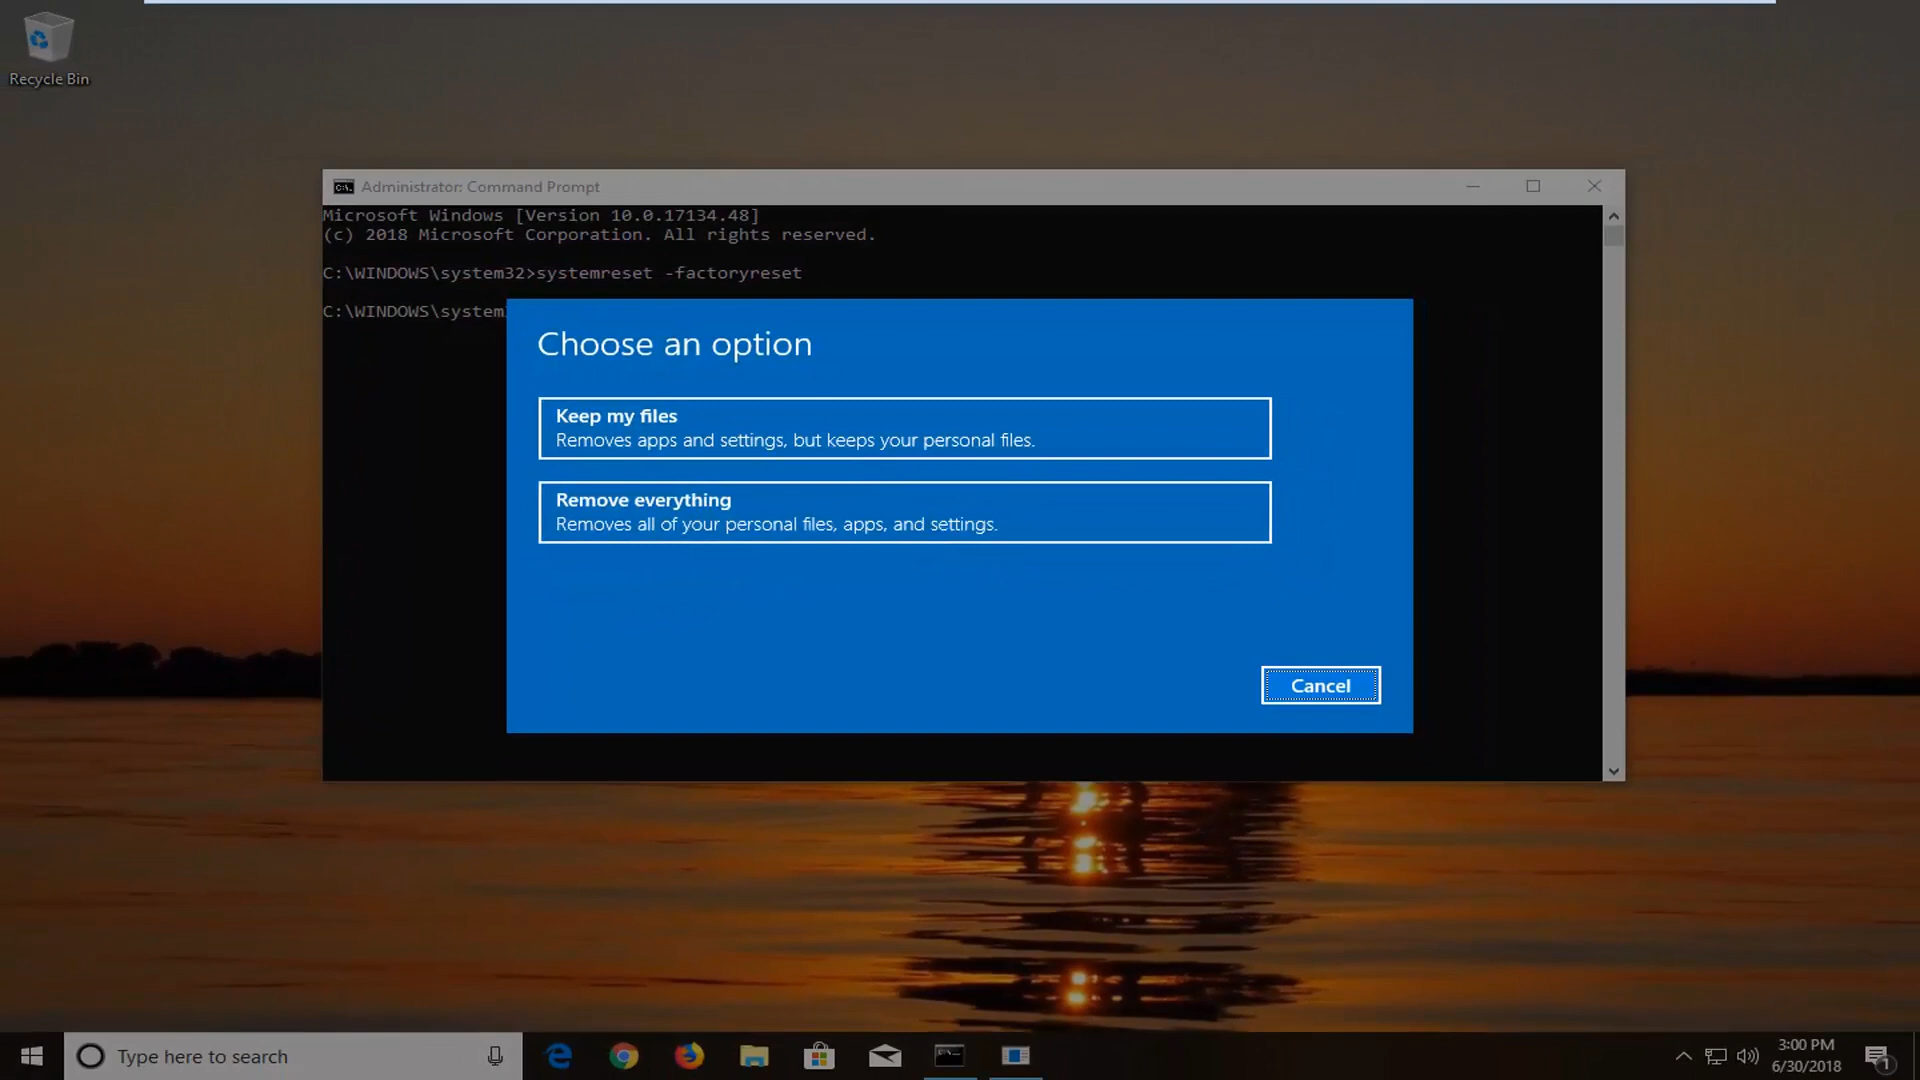 Recycle Bin
Administrator: Command Prompt
Microsoft Windows [Version 10.0.17134.48]
(c) 2018 Microsoft Corporation. All rights reserved.
C:\WINDOWS\system32>systemreset -factoryreset
C:\WINDOWS\system
Choose an option
Keep my files
Removes apps and settings, but keeps your personal files.
Remove everything
Removes all of your personal files, apps, and settings.
Cancel
Type here to search
3:00 PM
6/30/2018
1